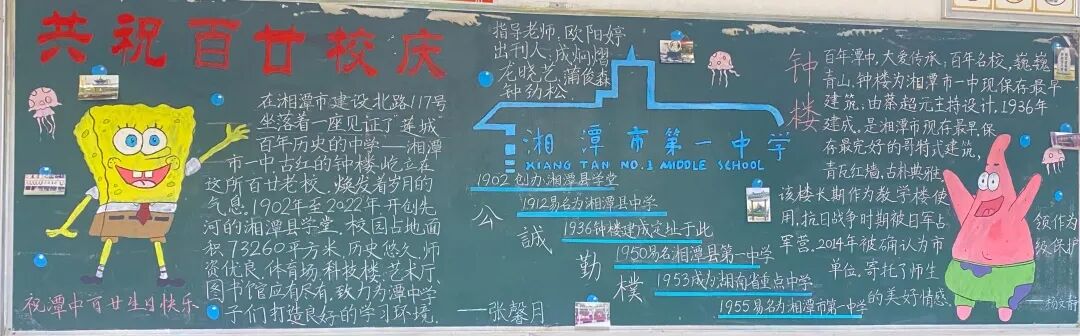 共祝百廿校庆
在湘潭市建设北路117号
坐落着一座见证了"莲城"
百年历史的中学——湘潭
市一中,古红的钟楼屹立在
这所百廿老校,焕发着岁月的
气息。1902年至2022年,开创先
河的湘潭县学堂,校园占地面
积73260平方米,历史悠久,师
资优良,体育场,科技楼,艺术厅,
图书馆应有尽有,致力为潭中学
子们打造良好的学习环境.
——张馨月
祝潭中百廿生日快乐
指导老师:欧阳婷
出刊人:成炯熠
龙晓艺 蒲俊森
钟劲松
湘潭市第一中学
XIANG TAN NO.1 MIDDLE SCHOOL
1902创办湘潭县学堂
1912易名为湘潭县中学
1936钟楼建成定址于此
1950易名湘潭县第一中学
1953成为湖南省重点中学
1955易名为湘潭市第一中学
公誠勤樸
钟楼
百年潭中,大爱传承;百年名校,巍巍
青山,钟楼为湘潭市一中现保存最早
建筑,由蔡超元主持设计,1936年
建成,是湘潭市现存最早,保
存最完好的哥特式建筑,
青瓦红墙,古朴典雅,
该楼长期作为教学楼使
用,抗日战争时期被日军占领作为
军营,2014年被确认为市级保护
单位,寄托了师生
的美好情感.